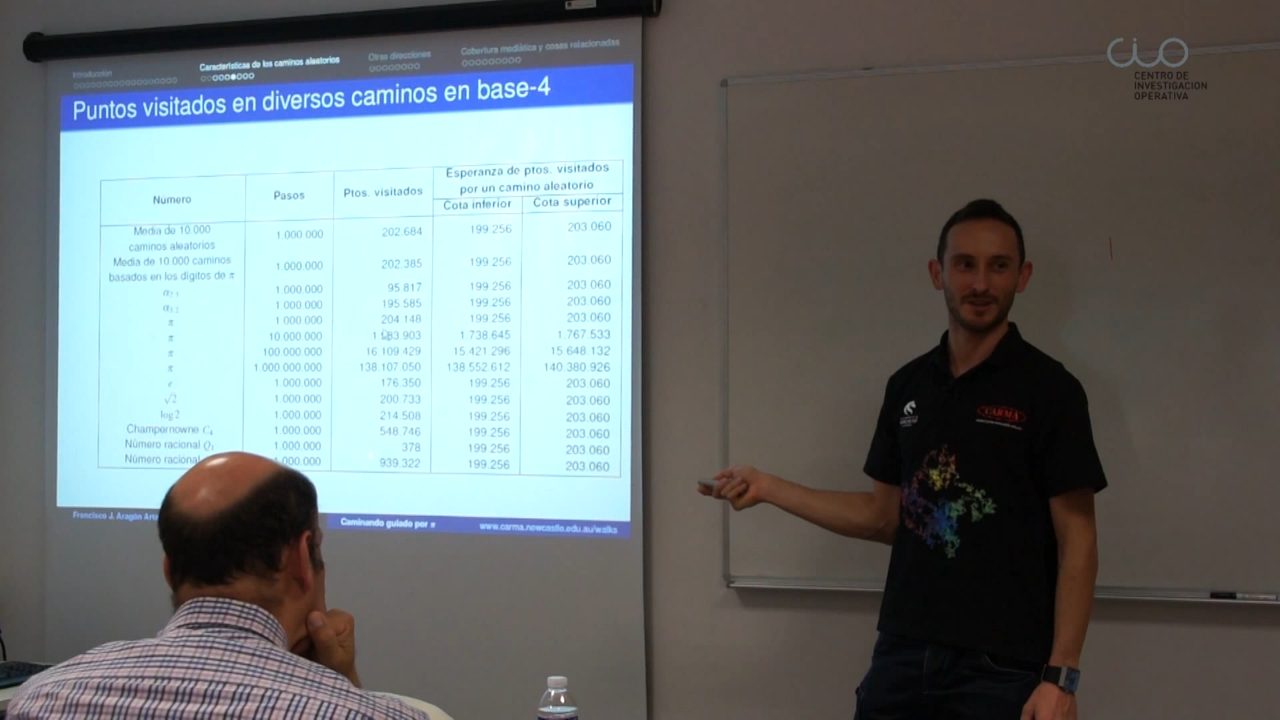 CENTRO DE
INVESTIGACIÓN
OPERATIVA
Introducción
Características de los caminos aleatorios
Otras direcciones
Cobertura mediática y cosas relacionadas
Puntos visitados en diversos caminos en base-4
Número Pasos Ptos. visitados Esperanza de ptos. visitados
por un camino aleatorio
Cota inferior Cota superior
Media de 10.000
caminos aleatorios 1.000.000 202.684 199.256 203.060
Media de 10.000 caminos
basados en los dígitos de π 1.000.000 202.385 199.256 203.060
1.000.000 95.817 199.256 203.060
1.000.000 195.585 199.256 203.060
π 1.000.000 204.148 199.256 203.060
π 10.000.000 1.738.645 1.767.533
π 100.000.000 16.109.429 15.421.296 15.648.132
π 1.000.000.000 138.107.050 138.552.612 140.380.926
e 1.000.000 176.350 199.256 203.060
√2 1.000.000 200.733 199.256 203.060
log 2 1.000.000 214.508 199.256 203.060
Champernowne C₄ 1.000.000 548.746 199.256 203.060
Número racional Q₁ 1.000.000 378 199.256 203.060
Número racional 000.000 939.322 199.256 203.060
Francisco J. Aragón
Caminando guiado por π
www.carma.newcastle.edu.au/walks
CARMA